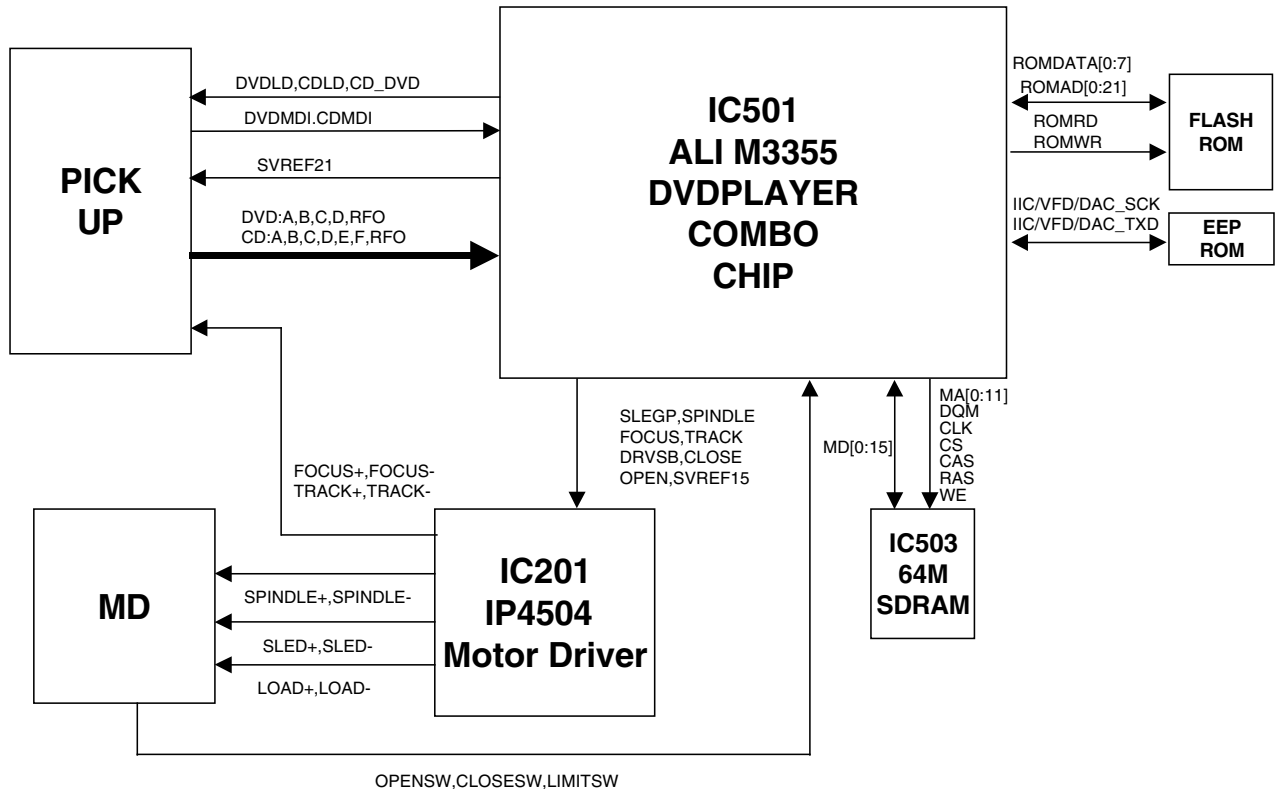 PICK
UP
DVDLD,CDLD,CD_DVD
DVDMDI.CDMDI
SVREF21
DVD:A,B,C,D,RFO
CD:A,B,C,D,E,F,RFO
IC501
ALI M3355
DVDPLAYER
COMBO
CHIP
ROMDATA[0:7]
ROMAD[0:21]
ROMRD
ROMWR
FLASH
ROM
IIC/VFD/DAC_SCK
IIC/VFD/DAC_TXD
EEP
ROM
FOCUS+,FOCUS-
TRACK+,TRACK-
SLEGP,SPINDLE
FOCUS,TRACK
DRVSB,CLOSE
OPEN,SVREF15
MD[0:15]
MA[0:11]
DQM
CLK
CS
CAS
RAS
WE
MD
SPINDLE+,SPINDLE-
SLED+,SLED-
LOAD+,LOAD-
IC201
IP4504
Motor Driver
IC503
64M
SDRAM
OPENSW,CLOSESW,LIMITSW